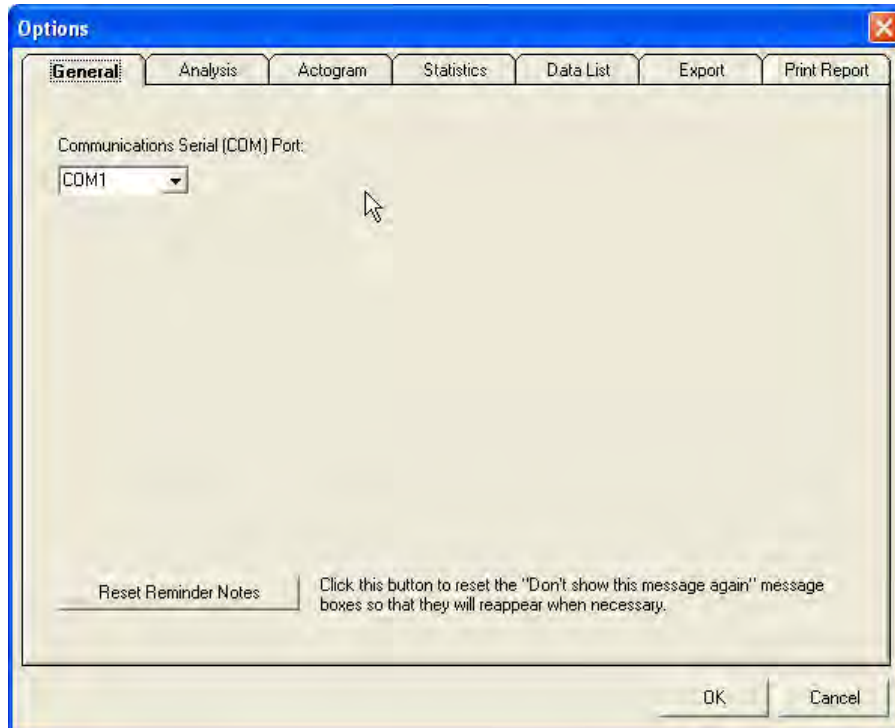 Options
General Analysis Actogram Statistics Data List Export Print Report
Communications Serial (COM) Port:
COM1
Reset Reminder Notes
Click this button to reset the "Don't show this message again" message
boxes so that they will reappear when necessary.
OK Cancel